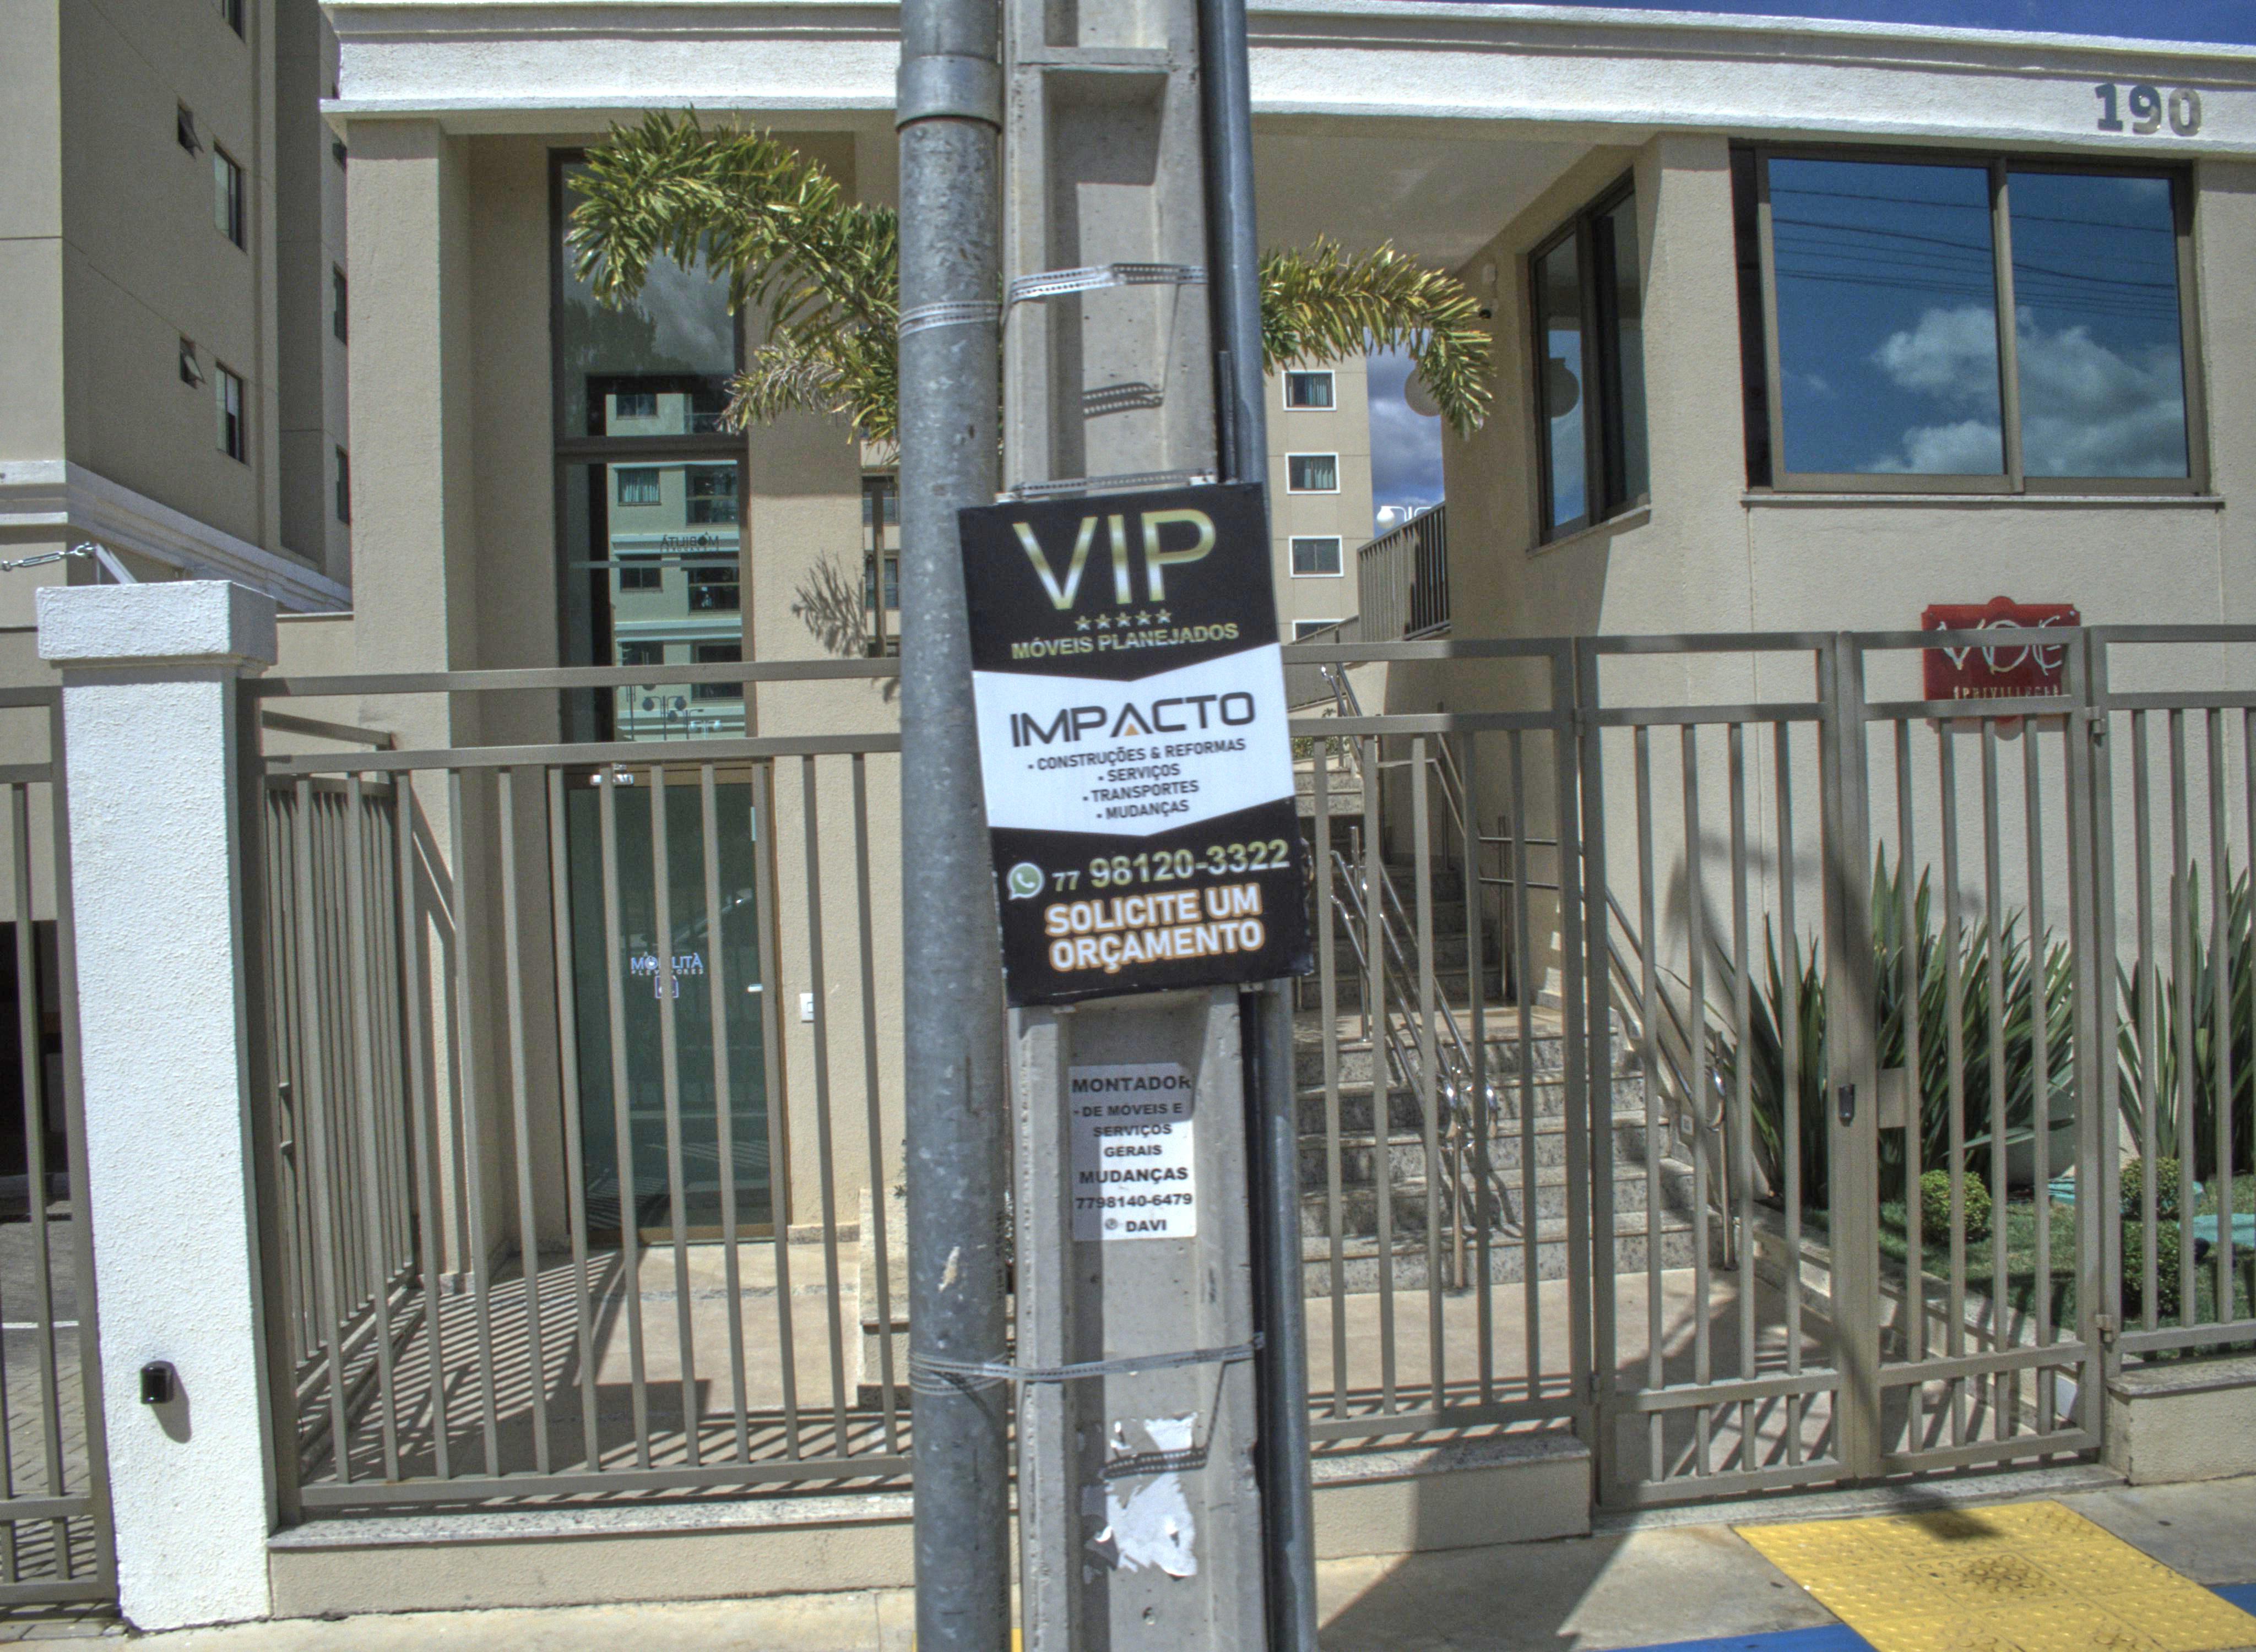 190
VIP
MÓVEIS PLANEJADOS
IMPACTO
- CONSTRUÇÕES & REFORMAS
- SERVIÇOS
- TRANSPORTES
- MUDANÇAS
77 98120-3322
SOLICITE UM
ORÇAMENTO
VDE
MONTADOR
- DE MÓVEIS E
SERVIÇOS
GERAIS
MUDANÇAS
7798140-6479
DAVI